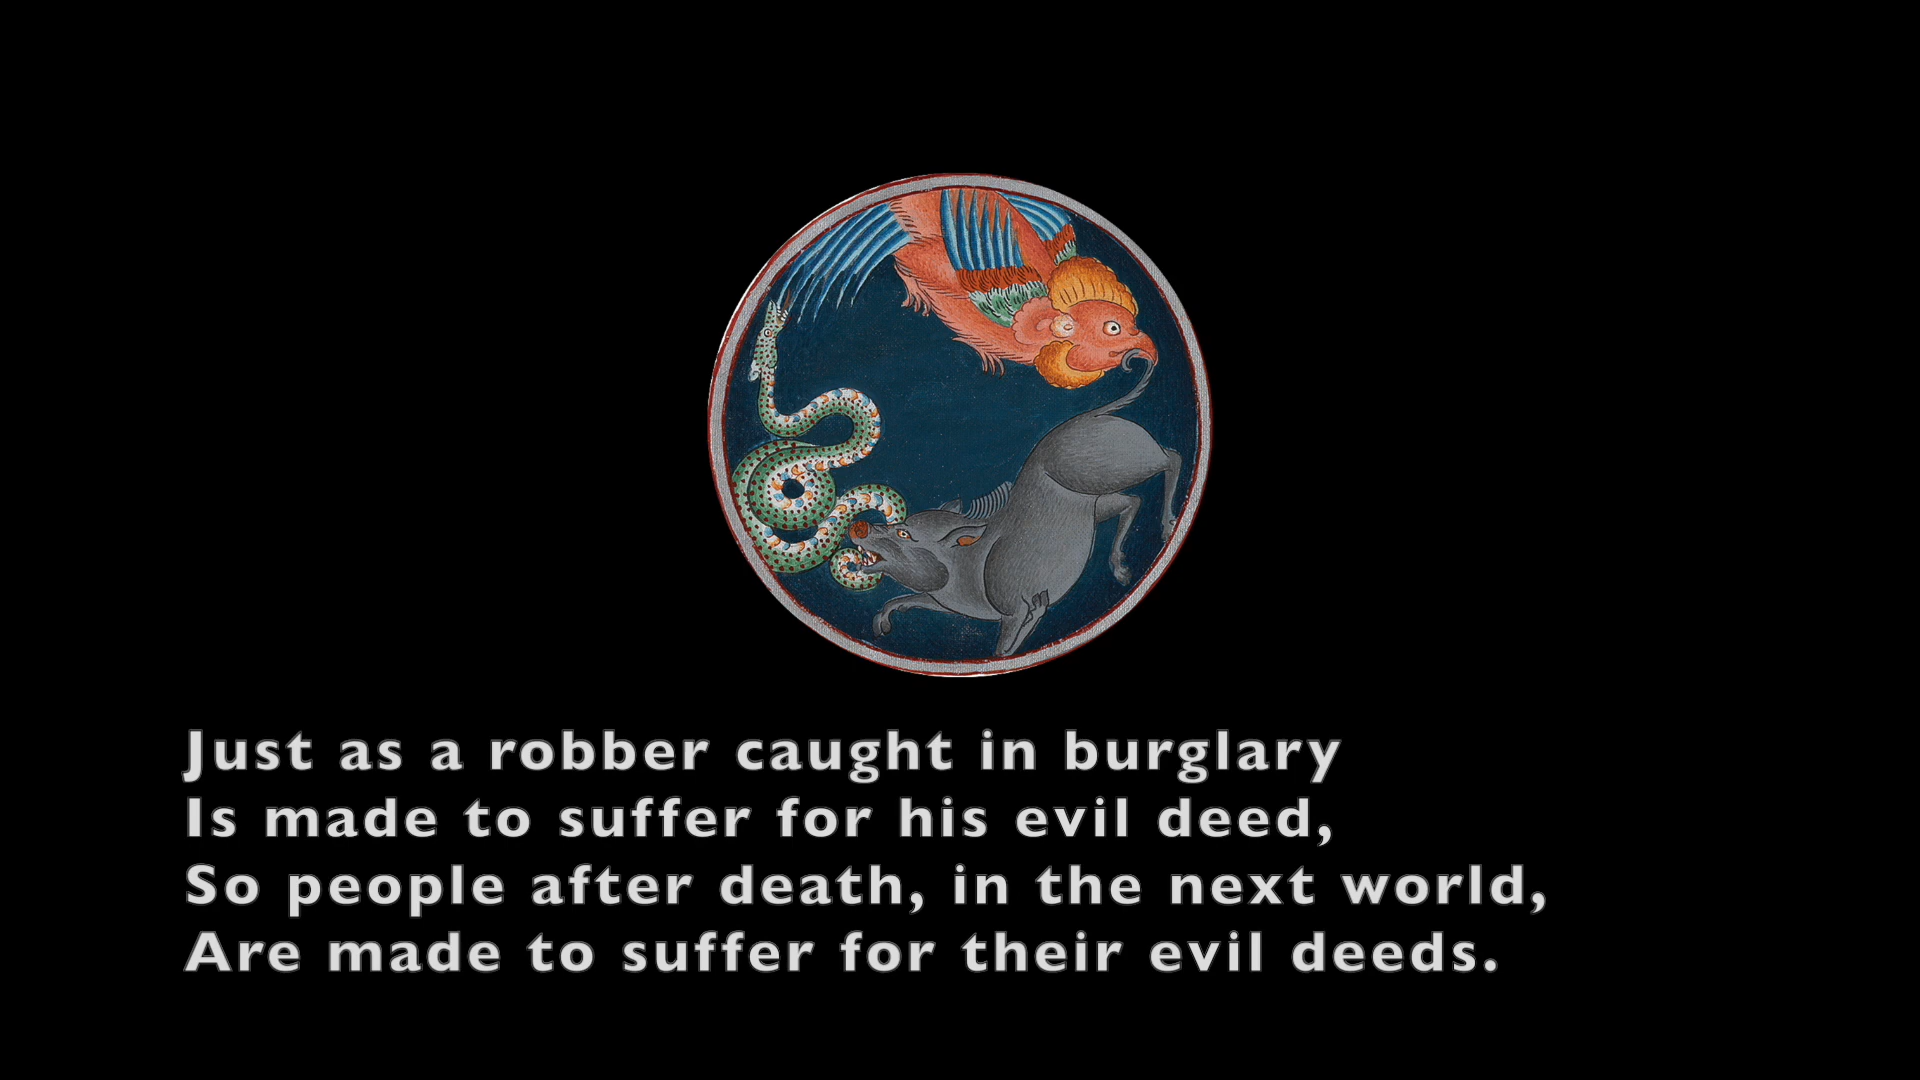 Just as a robber caught in burglary
Is made to suffer for his evil deed,
So people after death, in the next world,
Are made to suffer for their evil deeds.